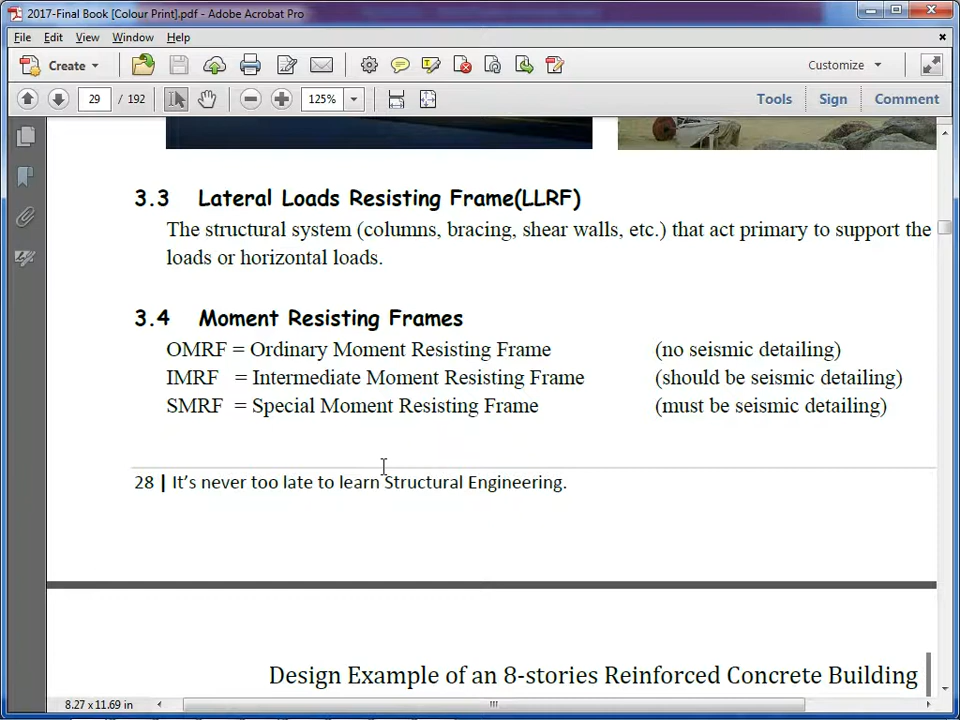 2017-Final Book [Colour Print].pdf - Adobe Acrobat Pro
File Edit View Window Help
Create Customize
29 / 192 125% Tools Sign Comment
3.3 Lateral Loads Resisting Frame(LLRF)
The structural system (columns, bracing, shear walls, etc.) that act primary to support the
loads or horizontal loads.
3.4 Moment Resisting Frames
OMRF = Ordinary Moment Resisting Frame (no seismic detailing)
IMRF = Intermediate Moment Resisting Frame (should be seismic detailing)
SMRF = Special Moment Resisting Frame (must be seismic detailing)
28 | It's never too late to learn Structural Engineering.
Design Example of an 8-stories Reinforced Concrete Building
8.27 x 11.69 in